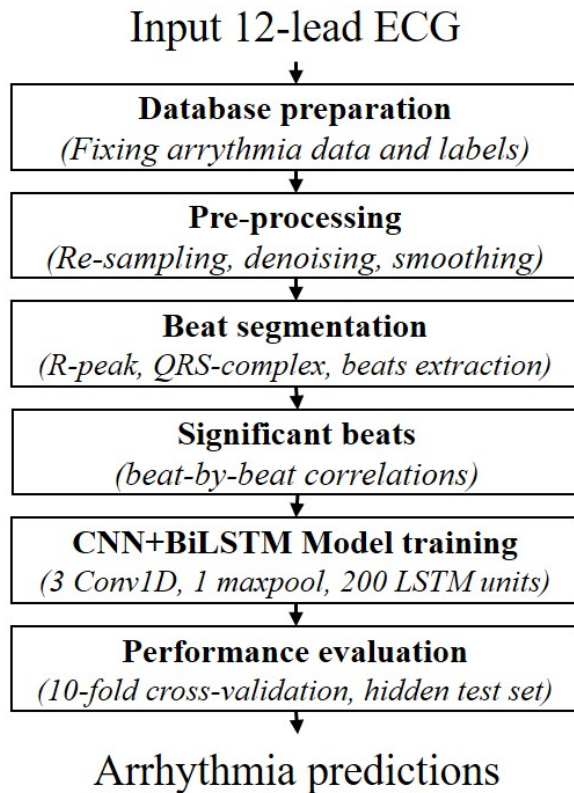 Input 12-lead ECG
Database preparation
(Fixing arrythmia data and labels)
Pre-processing
(Re-sampling, denoising, smoothing)
Beat segmentation
(R-peak, QRS-complex, beats extraction)
Significant beats
(beat-by-beat correlations)
CNN+BiLSTM Model training
(3 Conv1D, 1 maxpool, 200 LSTM units)
Performance evaluation
(10-fold cross-validation, hidden test set)
Arrhythmia predictions